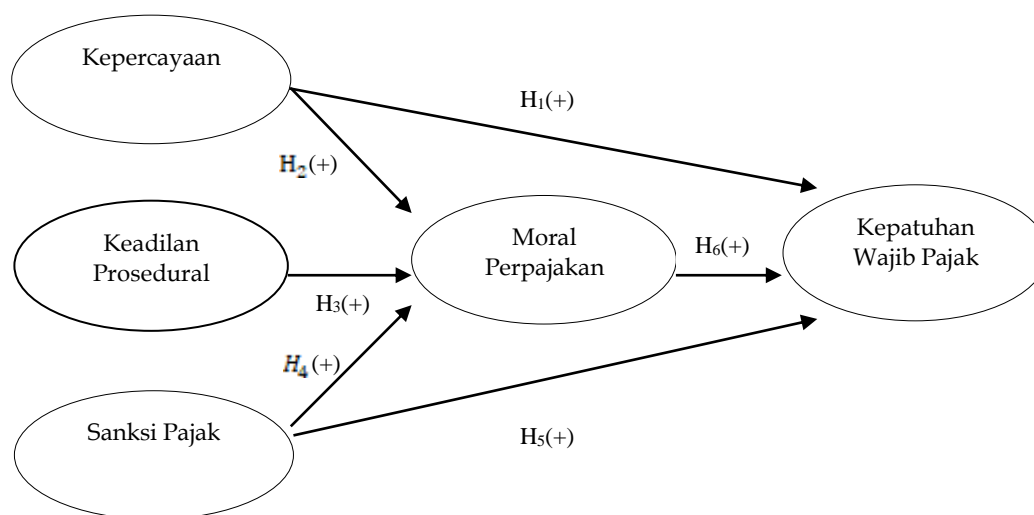 Kepercayaan
H₁(+)
H₂(+)
Keadilan
Prosedural
Moral
Perpajakan
H₆(+)
Kepatuhan
Wajib Pajak
H₃(+)
H₄(+)
Sanksi Pajak
H₅(+)